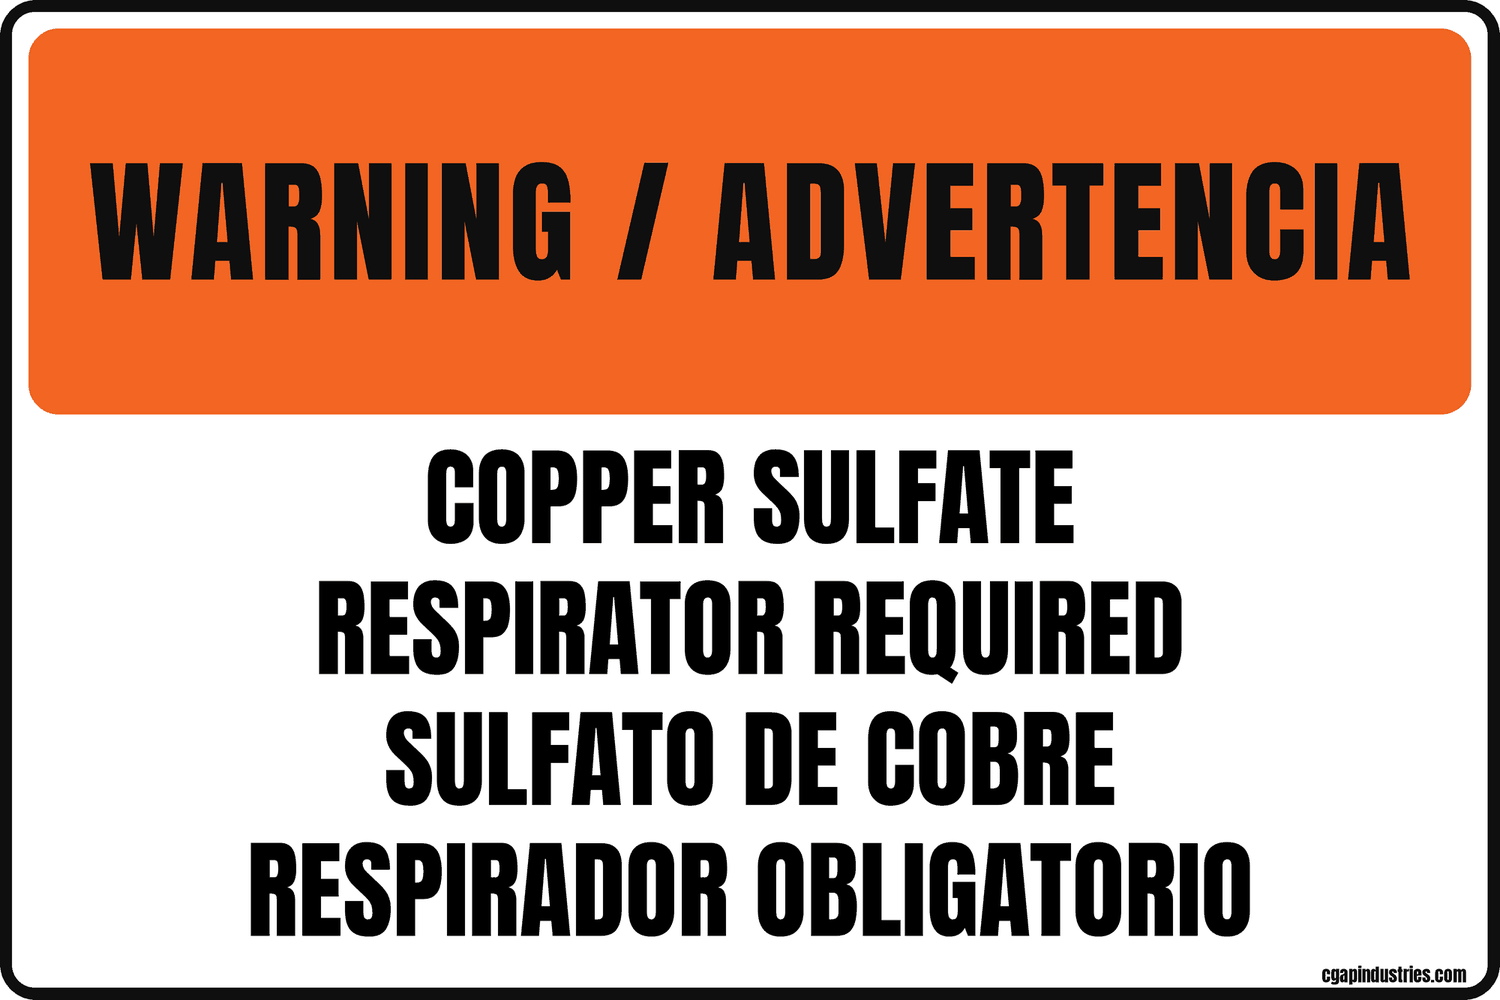 WARNING / ADVERTENCIA
COPPER SULFATE
RESPIRATOR REQUIRED
SULFATO DE COBRE
RESPIRADOR OBLIGATORIO
cgapindustries.com